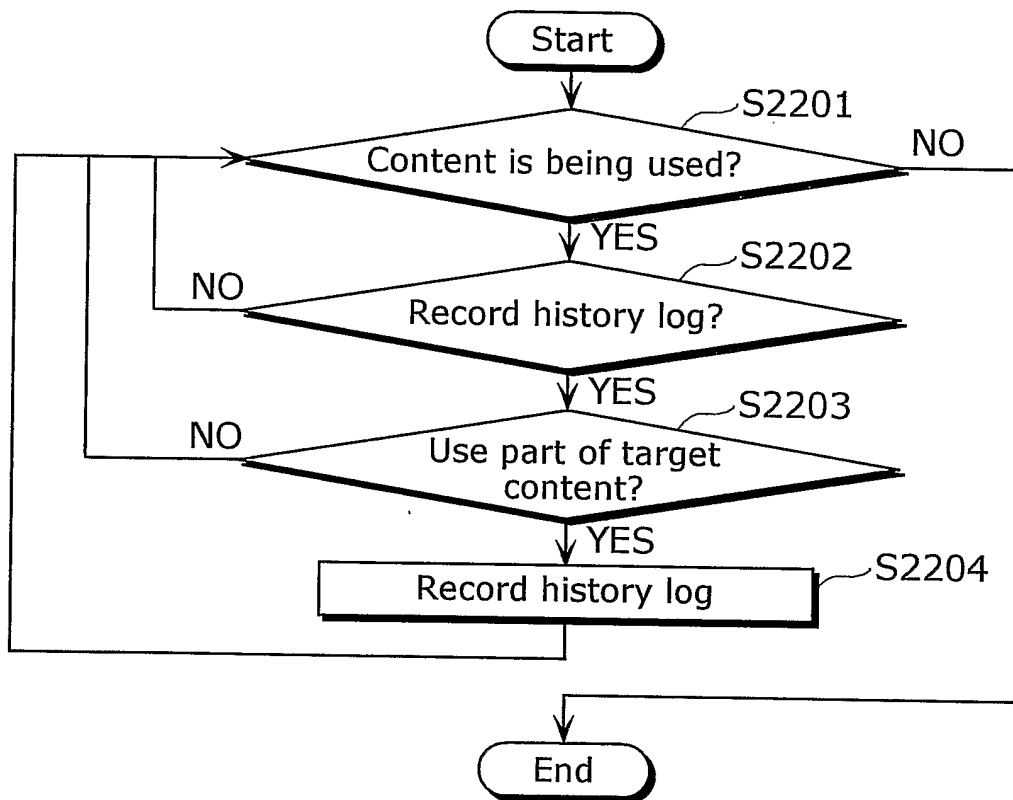 Start
S2201
Content is being used?
NO
YES
S2202
NO
Record history log?
YES
S2203
NO
Use part of target
content?
YES
S2204
Record history log
End